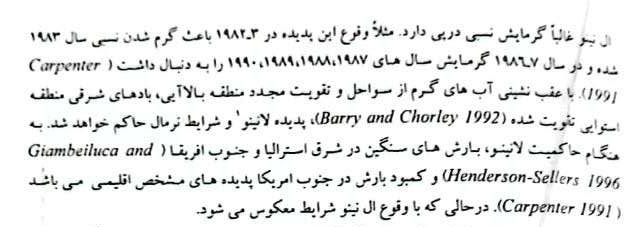 ال نینو غالباً گرمایش نسبی درپی دارد. مثلاً وقوع این پدیده در ۳-۱۹۸۲ باعث گرم شدن نسبی سال ۱۹۸۳
شده و در سال ۷-۱۹۸۶ گرمایش سال های ۱۹۸۷،۱۹۸۸،۱۹۸۹،۱۹۹۰ را به دنبال داشت (Carpenter
1991). با عقب نشینی آب های گرم از سواحل و تقویت مجدد منطقه بالاآیی، بادهای شرقی منطقه
استوایی تقویت شده (Barry and Chorley 1992)، پدیده لانینو' و شرایط نرمال حاکم خواهد شد. به
هنگام حاکمیت لانینو، بارش های سنگین در شرق استرالیا و جنوب افریقا (Giambeiluca and
Henderson-Sellers 1996) و کمبود بارش در جنوب امریکا پدیده های مشخص اقلیمی می باشد
(Carpenter 1991). درحالی که با وقوع ال نینو شرایط معکوس می شود.